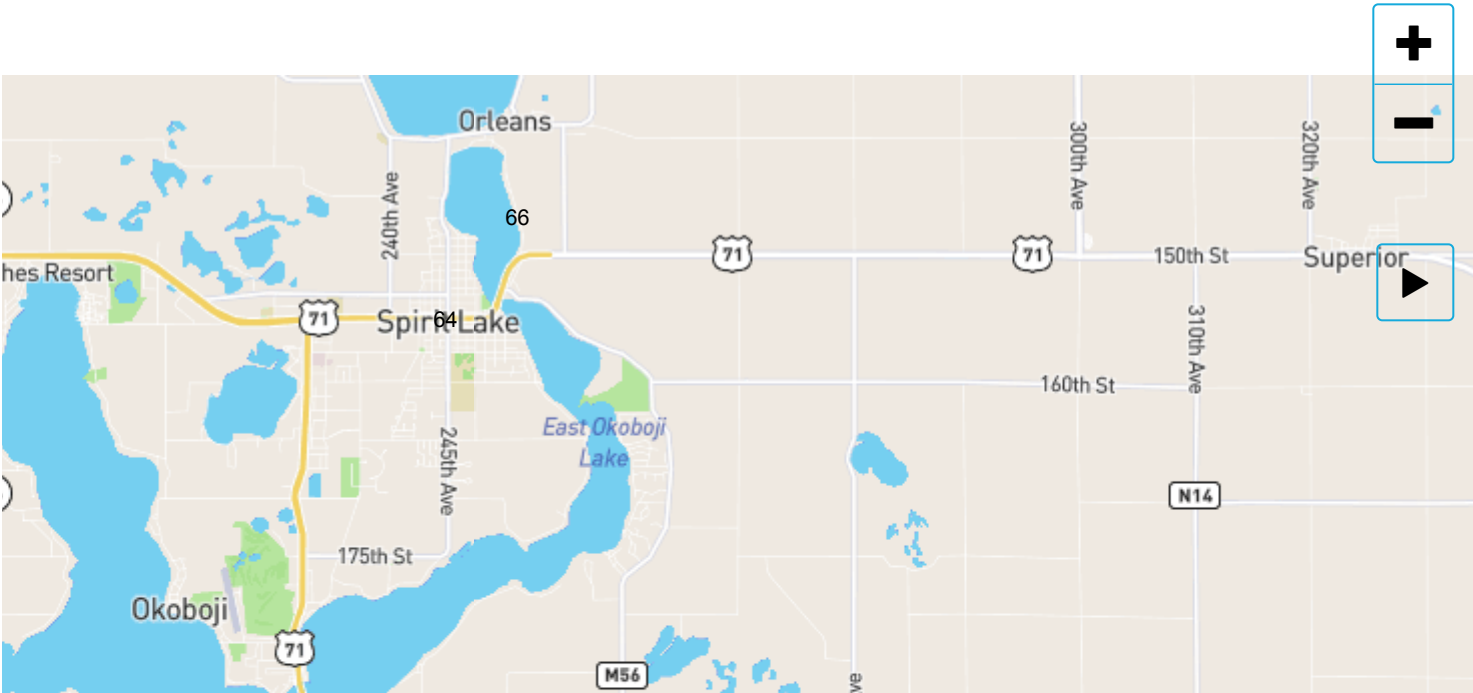 Orleans
300th Ave
320th Ave
240th Ave
66
71
71
150th St
Superior
hes Resort
71
64
Spirit Lake
310th Ave
160th St
East Okoboji
Lake
245th Ave
N14
175th St
Okoboji
71
M56